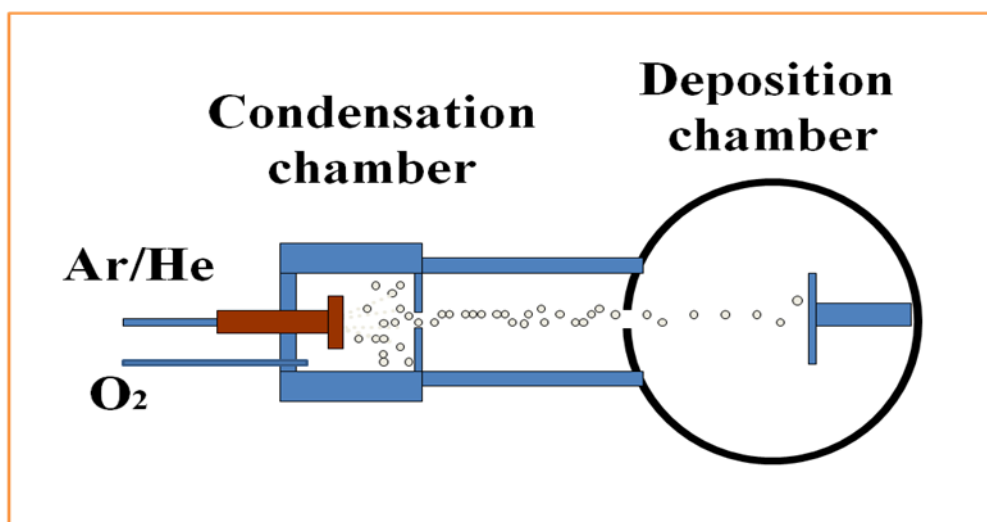 Condensation
chamber
Deposition
chamber
Ar/He
O₂